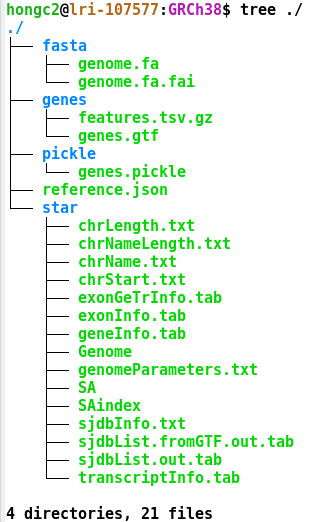 hongc2@lri-107577:GRCh38$ tree ./
./
├── fasta
│   ├── genome.fa
│   └── genome.fa.fai
├── genes
│   ├── features.tsv.gz
│   └── genes.gtf
├── pickle
│   └── genes.pickle
├── reference.json
└── star
    ├── chrLength.txt
    ├── chrNameLength.txt
    ├── chrName.txt
    ├── chrStart.txt
    ├── exonGeTrInfo.tab
    ├── exonInfo.tab
    ├── geneInfo.tab
    ├── Genome
    ├── genomeParameters.txt
    ├── SA
    ├── SAindex
    ├── sjdbInfo.txt
    ├── sjdbList.fromGTF.out.tab
    ├── sjdbList.out.tab
    └── transcriptInfo.tab
4 directories, 21 files